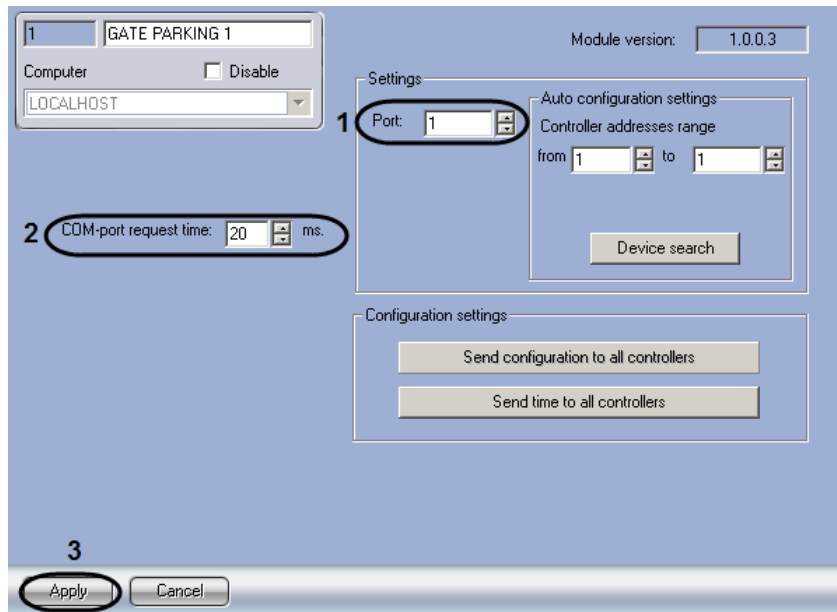 1 GATE PARKING 1
Module version: 1.0.0.3
Computer Disable
LOCALHOST
Settings
1 Port: 1
Auto configuration settings
Controller addresses range
from 1 to 1
Device search
2 COM-port request time: 20 ms.
Configuration settings
Send configuration to all controllers
Send time to all controllers
3
Apply Cancel